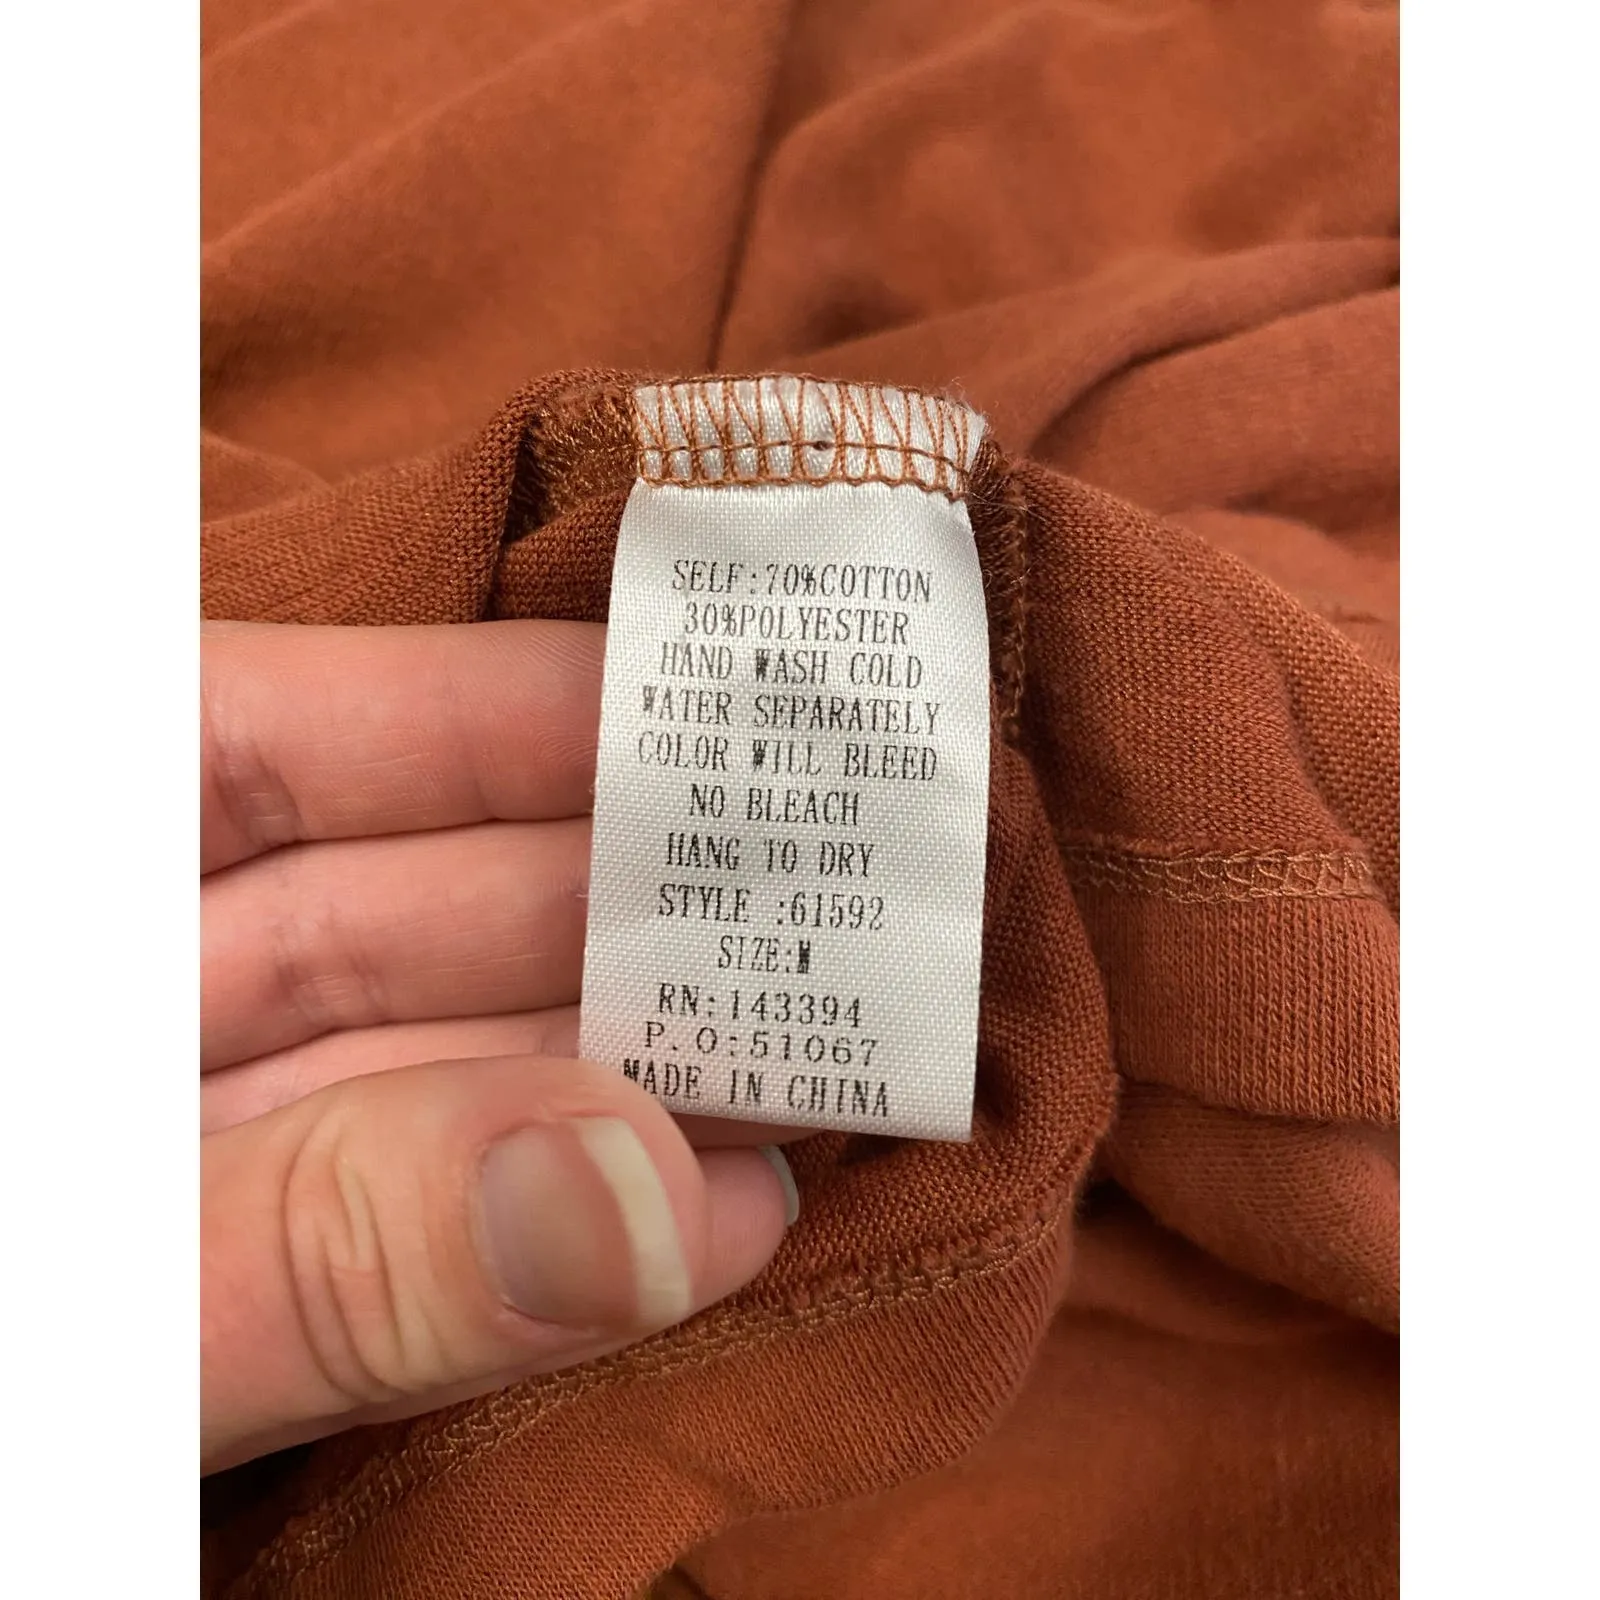 SELF:70%COTTON
30%POLYESTER
HAND WASH COLD
WATER SEPARATELY
COLOR WILL BLEED
NO BLEACH
HANG TO DRY
STYLE :61592
SIZE:M
RN:143394
P.O:51067
MADE IN CHINA